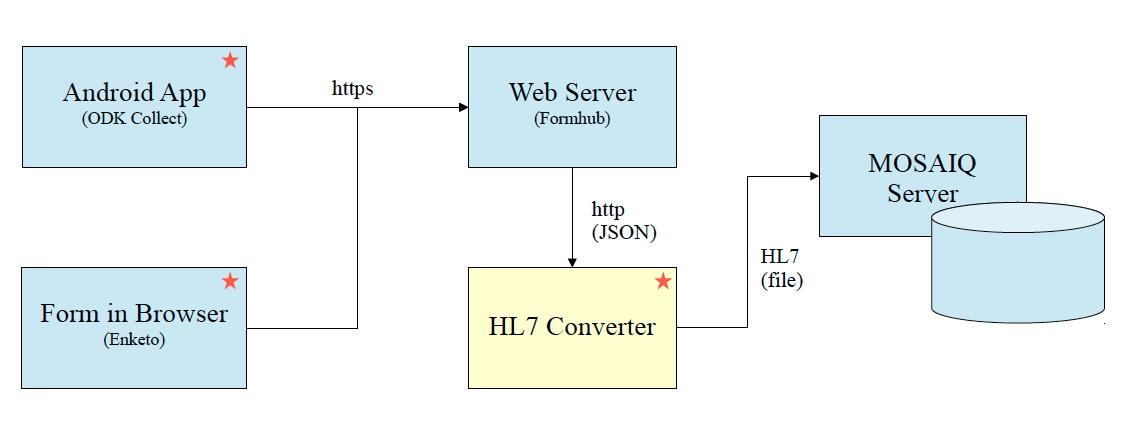 Android App
(ODK Collect)
https
Web Server
(Formhub)
MOSAIQ
Server
http
(JSON)
HL7
(file)
Form in Browser
(Enketo)
HL7 Converter